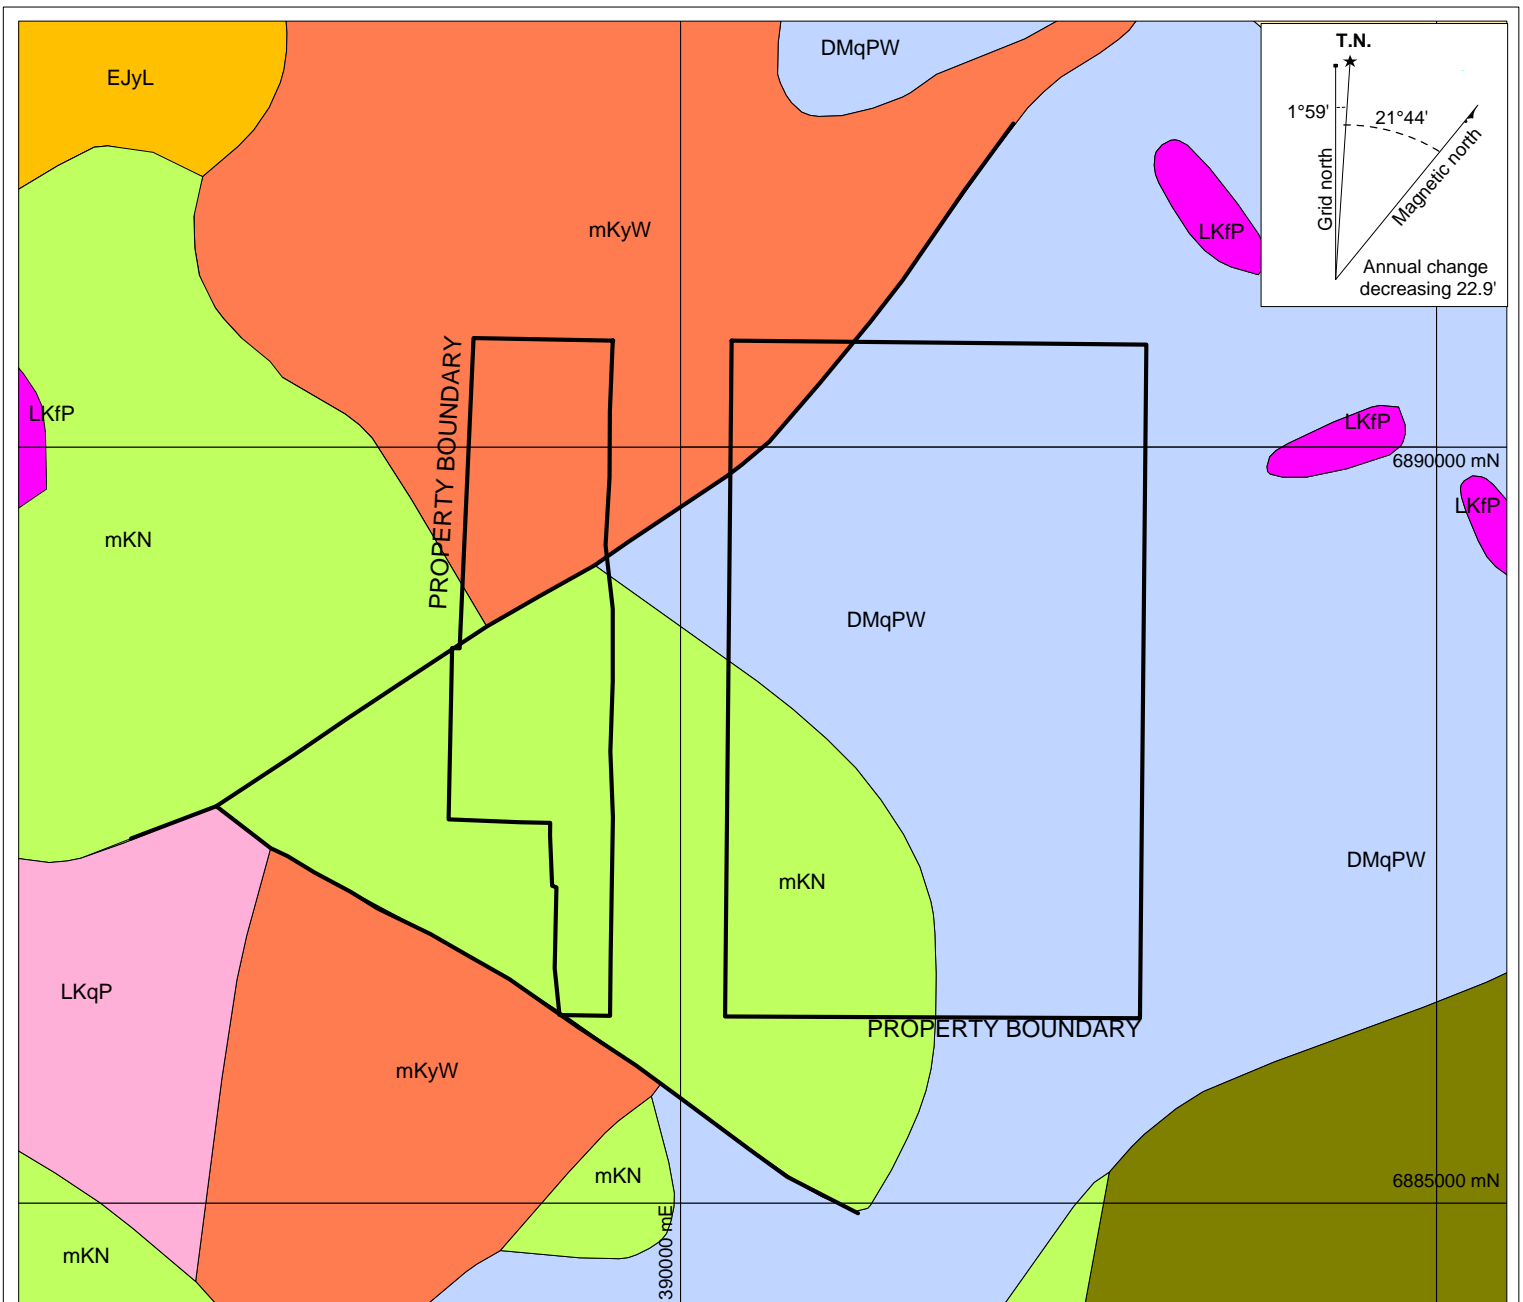 T.N.
DMqPW
EJyL
1°59'
21°44'
Grid north
Magnetic north
mKyW
LKfP
Annual change
decreasing 22.9'
PROPERTY BOUNDARY
LKfP
LKfP
6890000 mN
LKfP
mKN
DMqPW
DMqPW
mKN
LKqP
PROPERTY BOUNDARY
mKyW
mKN
6885000 mN
mKN
390000 mE